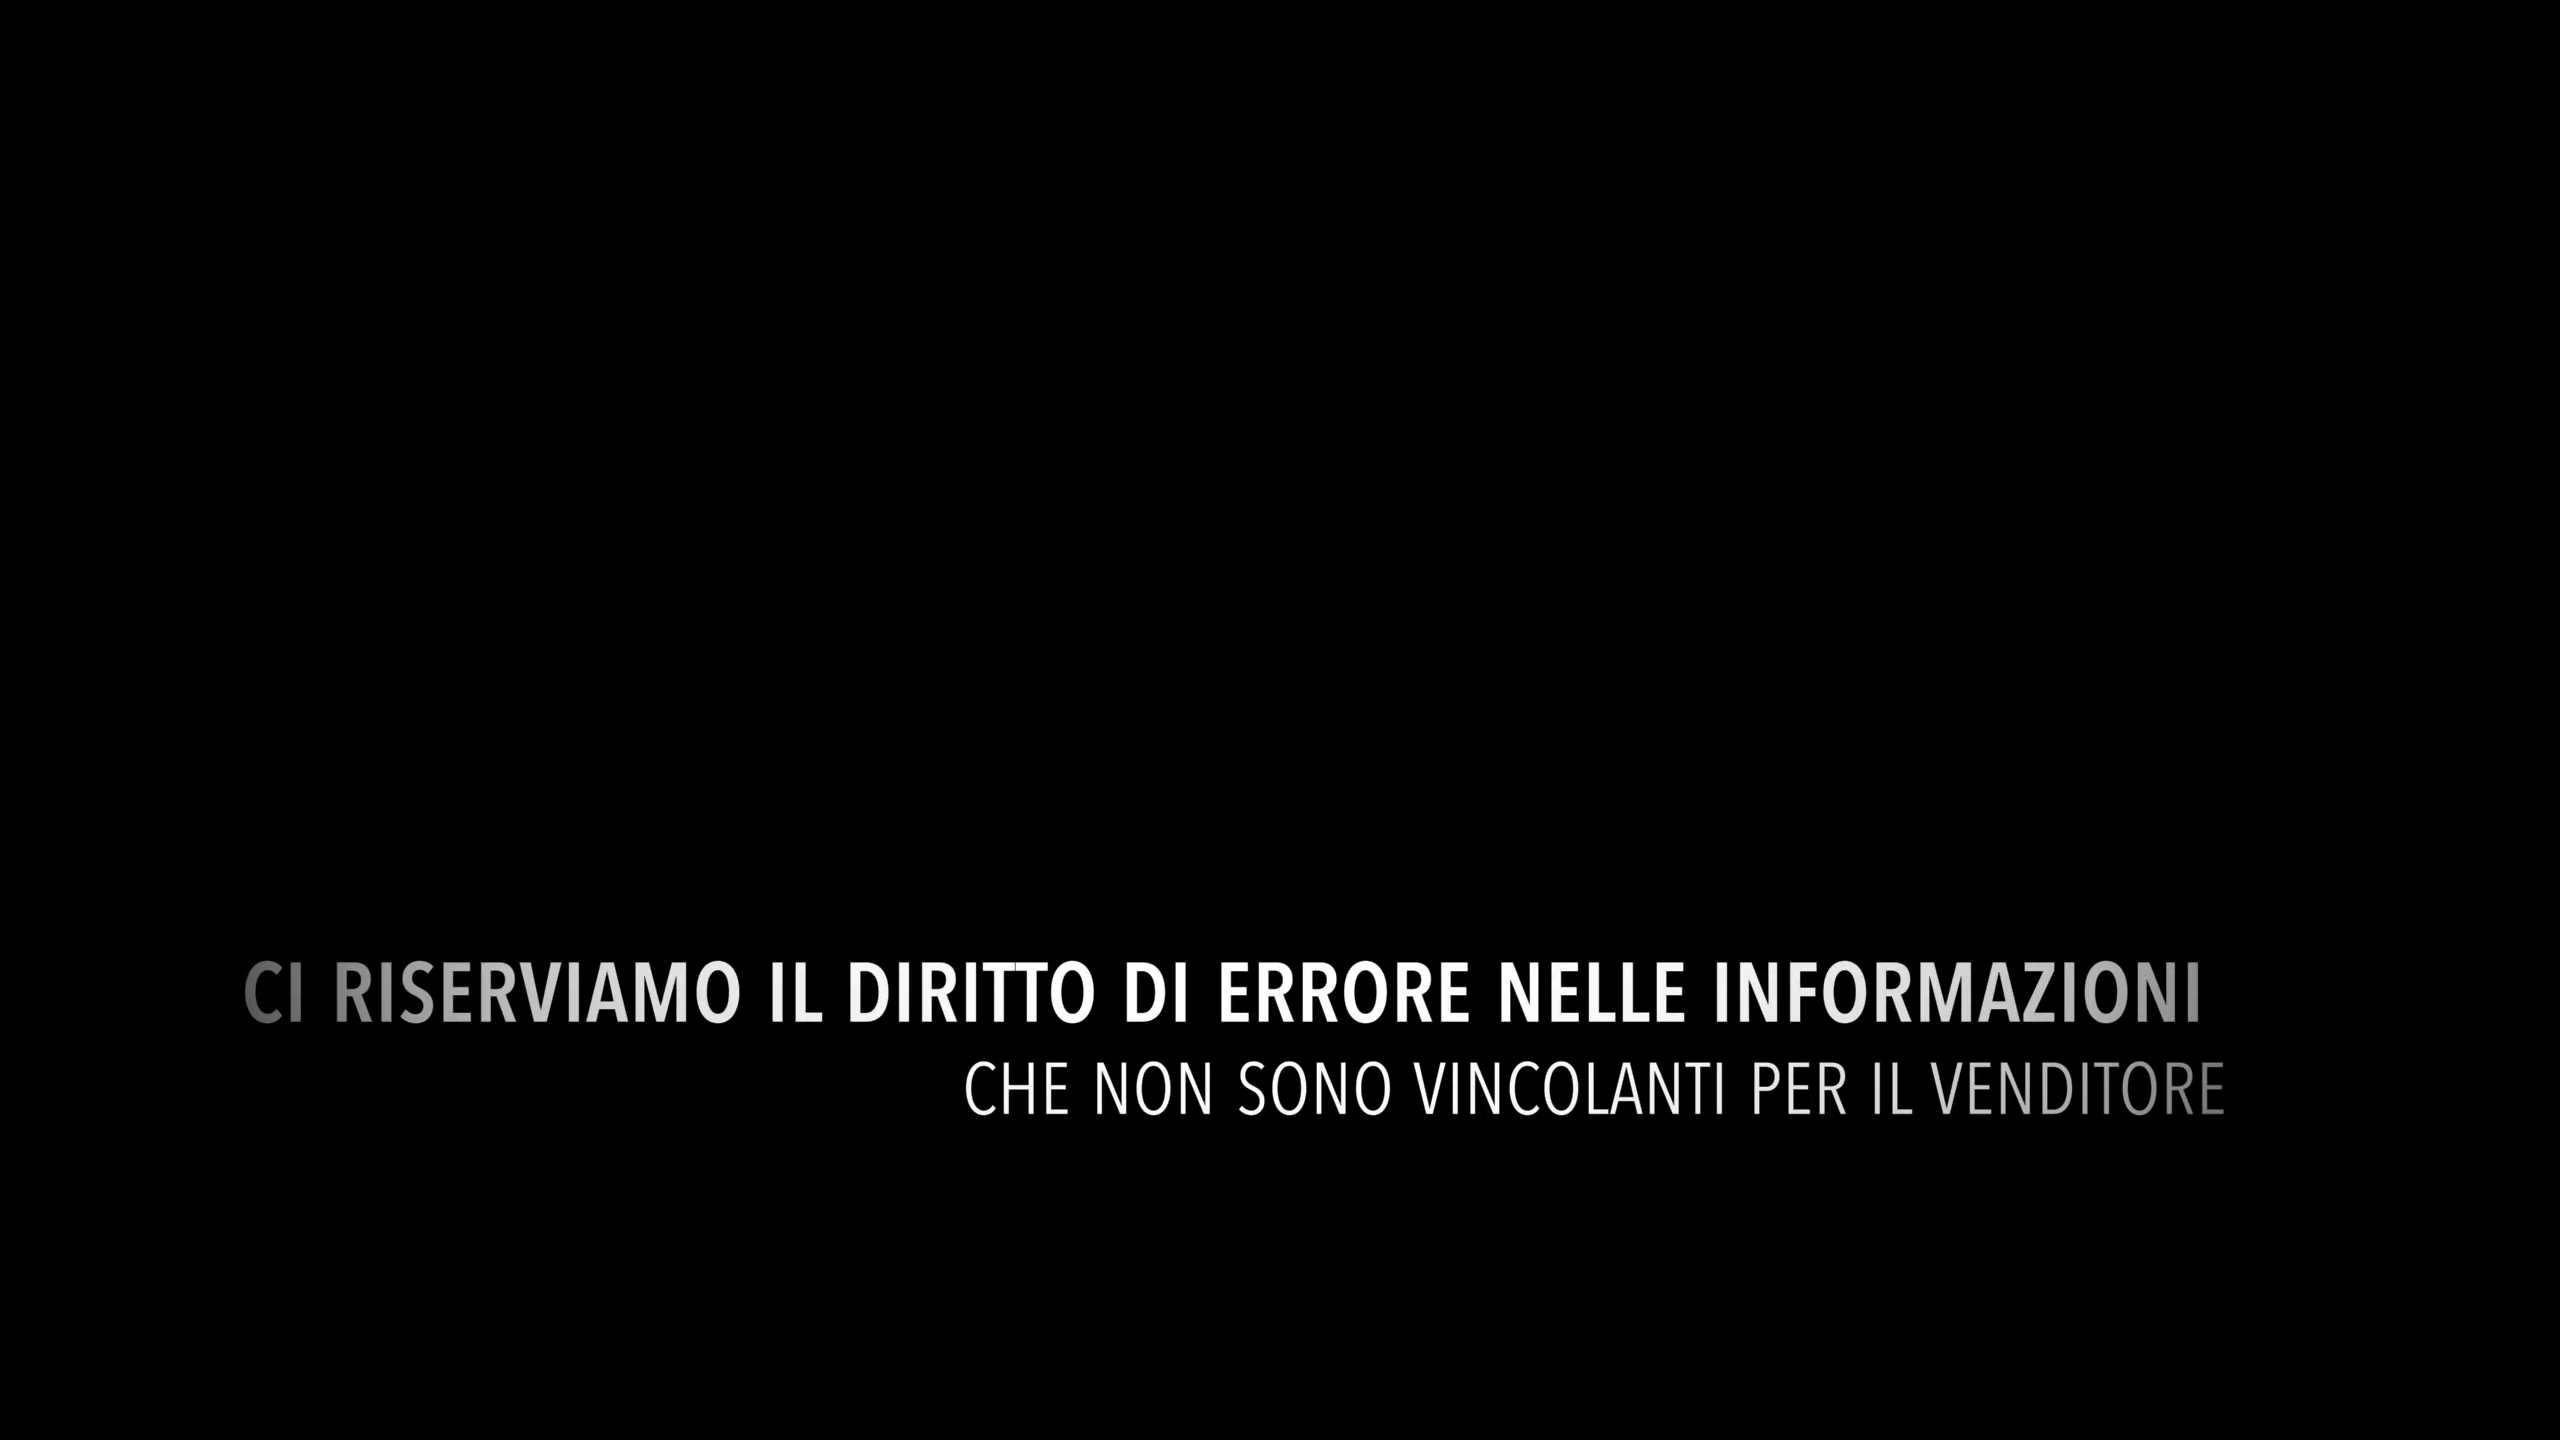 CI RISERVIAMO IL DIRITTO DI ERRORE NELLE INFORMAZIONI
CHE NON SONO VINCOLANTI PER IL VENDITORE